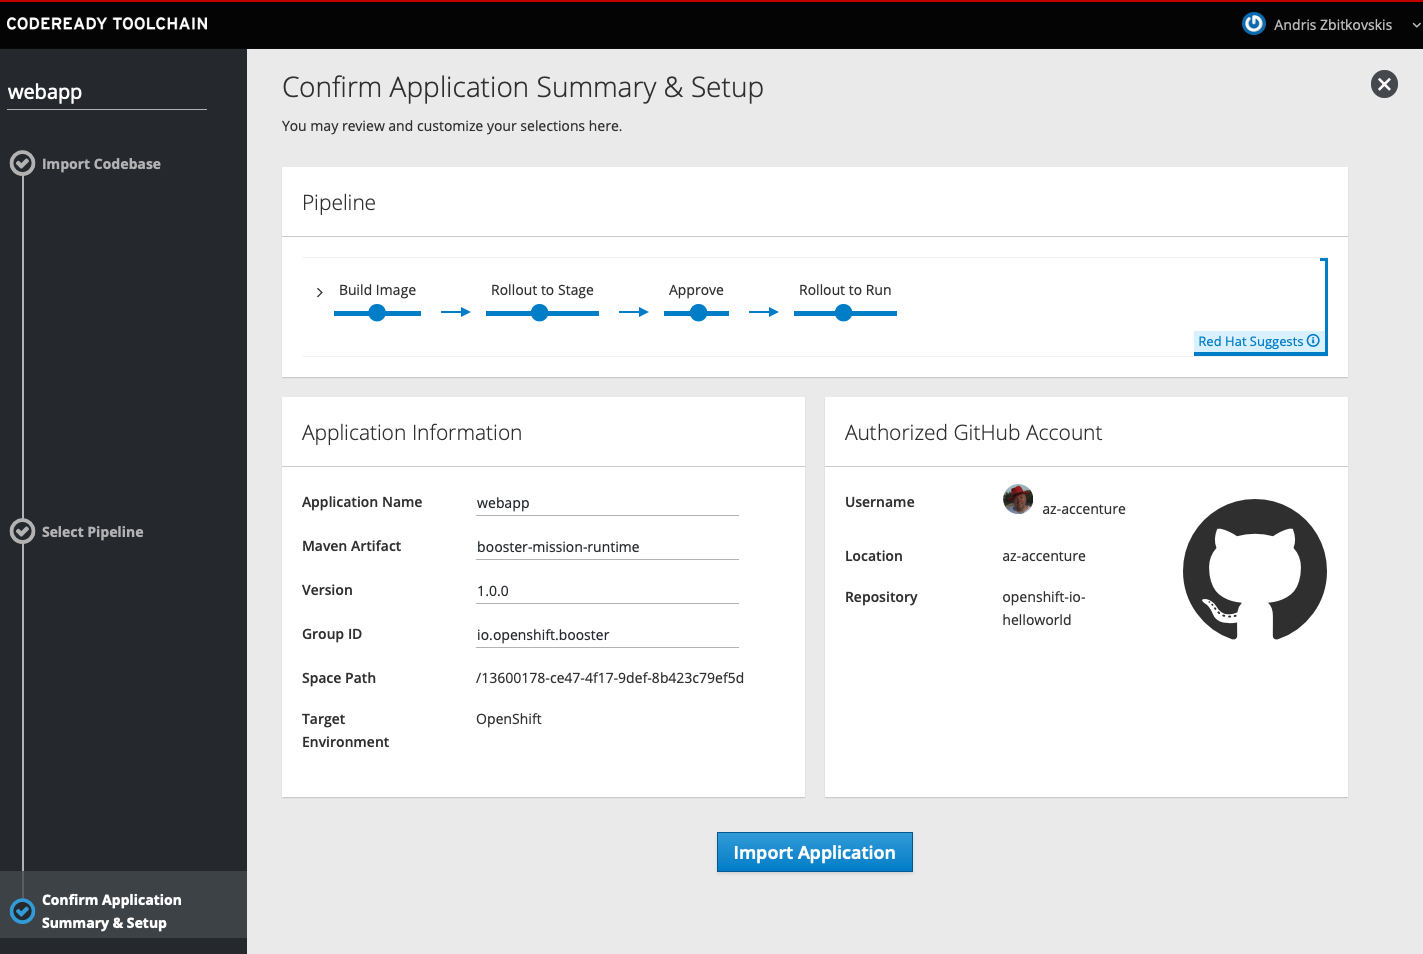 CODEREADY TOOLCHAIN
Andris Zbitkovskis
webapp
Import Codebase
Select Pipeline
Confirm Application
Summary & Setup
Confirm Application Summary & Setup
You may review and customize your selections here.
Pipeline
Build Image
Rollout to Stage
Approve
Rollout to Run
Red Hat Suggests
Application Information
Application Name
webapp
Maven Artifact
booster-mission-runtime
Version
1.0.0
Group ID
io.openshift.booster
Space Path
/13600178-ce47-4f17-9def-8b423c79ef5d
Target
Environment
OpenShift
Authorized GitHub Account
Username
az-accenture
Location
az-accenture
Repository
openshift-io-
helloworld
Import Application